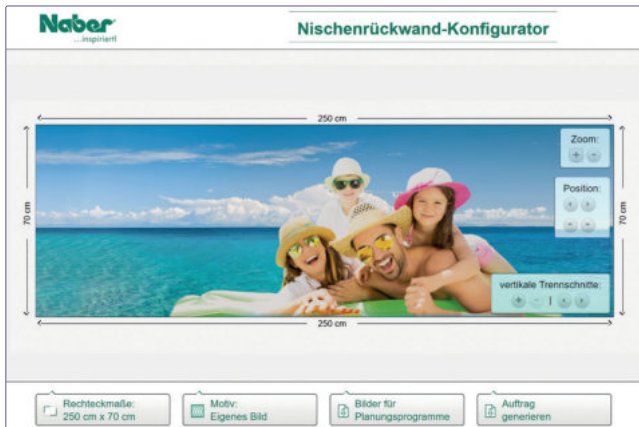 Naber
...inspiriert!
Nischenrückwand-Konfigurator
250 cm
70 cm
70 cm
Zoom:
+ -
Position:
vertikale Trennschnitte:
+ - |
250 cm
Rechteckmaße:
250 cm x 70 cm
Motiv:
Eigenes Bild
Bilder für
Planungsprogramme
Auftrag
generieren